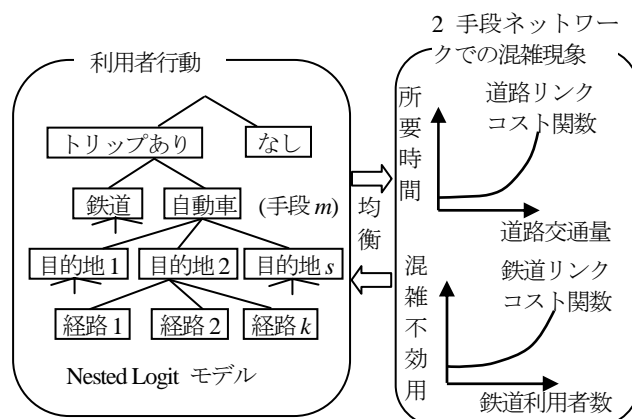 利用者行動
トリップあり
なし
鉄道
自動車
(手段 m)
目的地 1
目的地 2
目的地 s
経路 1
経路 2
経路 k
Nested Logit モデル
均衡
2 手段ネットワー
クでの混雑現象
所要時間
道路リンク
コスト関数
道路交通量
混雑不効用
鉄道リンク
コスト関数
鉄道利用者数